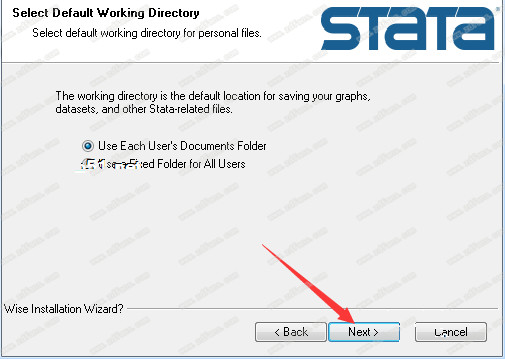 Select Default Working Directory
Select default working directory for personal files.
STATA
The working directory is the default location for saving your graphs,
datasets, and other Stata-related files.
Use Each User's Documents Folder
Folder for All Users
Wise Installation Wizard?
< Back
Next >
Cancel